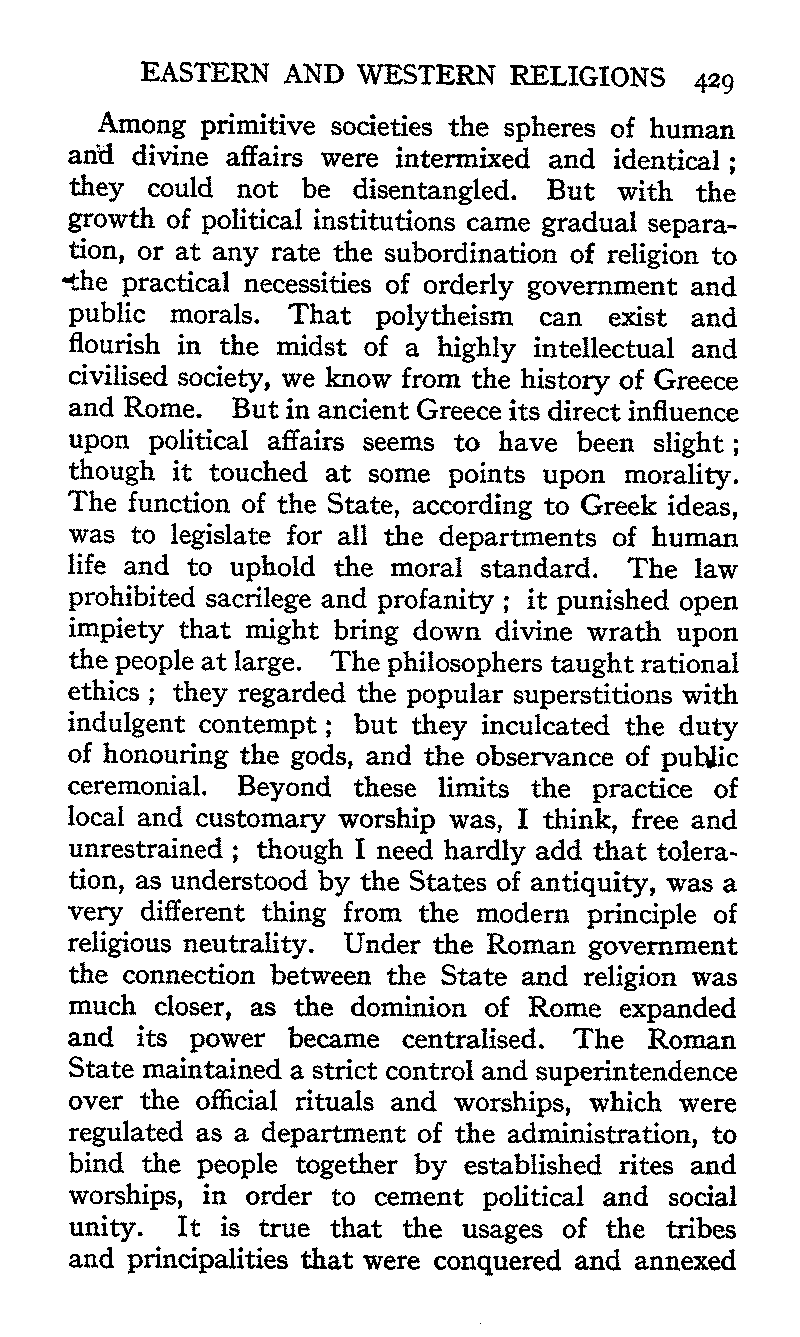 EASTERN AND WESTERN RELIGIONS 429
Among primitive societies the spheres of human
and divine affairs were intermixed and identical ;
they could not be disentangled. But with the
growth of political institutions came gradual separa-
tion, or at any rate the subordination of religion to
the practical necessities of orderly government and
public morals. That polytheism can exist and
flourish in the midst of a highly intellectual and
civilised society, we know from the history of Greece
and Rome. But in ancient Greece its direct influence
upon political affairs seems to have been slight ;
though it touched at some points upon morality.
The function of the State, according to Greek ideas,
was to legislate for all the departments of human
life and to uphold the moral standard. The law
prohibited sacrilege and profanity ; it punished open
impiety that might bring down divine wrath upon
the people at large. The philosophers taught rational
ethics ; they regarded the popular superstitions with
indulgent contempt ; but they inculcated the duty
of honouring the gods, and the observance of public
ceremonial. Beyond these limits the practice of
local and customary worship was, I think, free and
unrestrained ; though I need hardly add that tolera-
tion, as understood by the States of antiquity, was a
very different thing from the modern principle of
religious neutrality. Under the Roman government
the connection between the State and religion was
much closer, as the dominion of Rome expanded
and its power became centralised. The Roman
State maintained a strict control and superintendence
over the official rituals and worships, which were
regulated as a department of the administration, to
bind the people together by established rites and
worships, in order to cement political and social
unity. It is true that the usages of the tribes
and principalities that were conquered and annexed